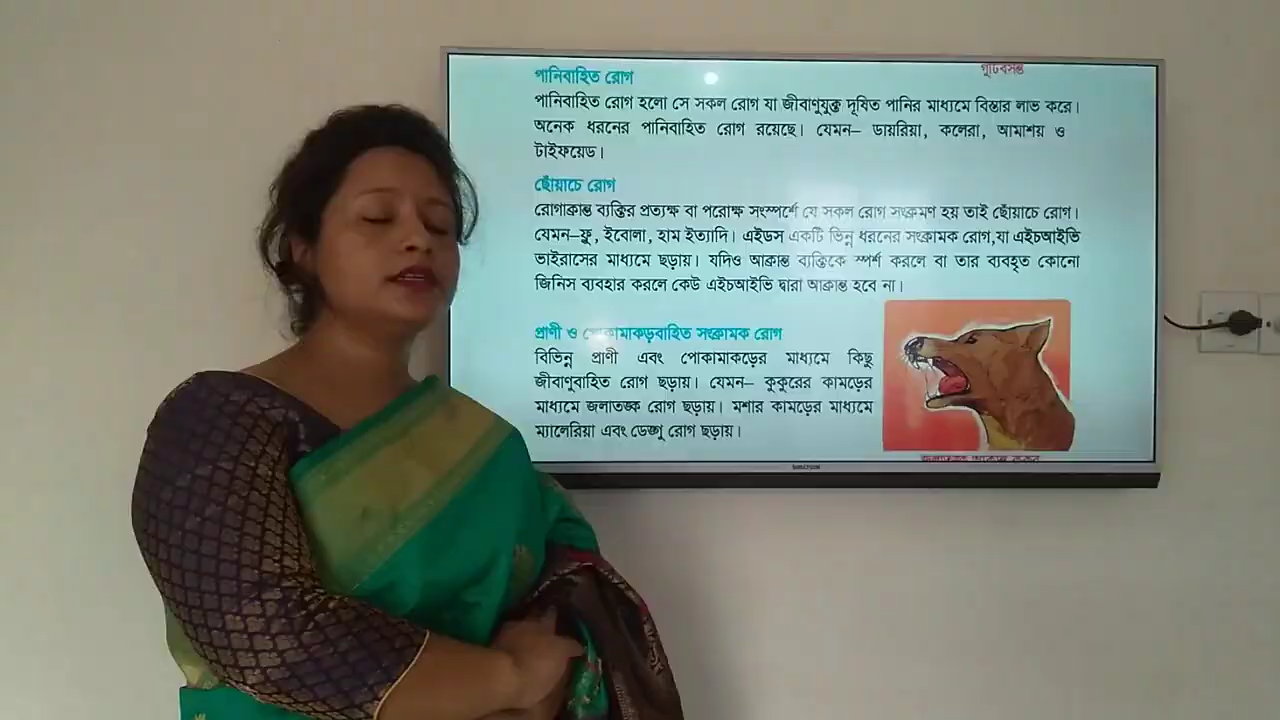 গুটিবসন্ত
পানিবাহিত রোগ
পানিবাহিত রোগ হলো সে সকল রোগ যা জীবাণুযুক্ত দূষিত পানির মাধ্যমে বিস্তার লাভ করে।
অনেক ধরনের পানিবাহিত রোগ রয়েছে। যেমন– ডায়রিয়া, কলেরা, আমাশয় ও
টাইফয়েড।
ছোঁয়াচে রোগ
রোগাক্রান্ত ব্যক্তির প্রত্যক্ষ বা পরোক্ষ সংস্পর্শে যে সকল রোগ সংক্রমণ হয় তাই ছোঁয়াচে রোগ।
যেমন–ফ্লু, ইবোলা, হাম ইত্যাদি। এইডস একটি ভিন্ন ধরনের সংক্রামক রোগ,যা এইচআইভি
ভাইরাসের মাধ্যমে ছড়ায়। যদিও আক্রান্ত ব্যক্তিকে স্পর্শ করলে বা তার ব্যবহৃত কোনো
জিনিস ব্যবহার করলে কেউ এইচআইভি দ্বারা আক্রান্ত হবে না।
প্রাণী ও পোকামাকড়বাহিত সংক্রামক রোগ
বিভিন্ন প্রাণী এবং পোকামাকড়ের মাধ্যমে কিছু
জীবাণুবাহিত রোগ ছড়ায়। যেমন– কুকুরের কামড়ের
মাধ্যমে জলাতঙ্ক রোগ ছড়ায়। মশার কামড়ের মাধ্যমে
ম্যালেরিয়া এবং ডেঙ্গু রোগ ছড়ায়।